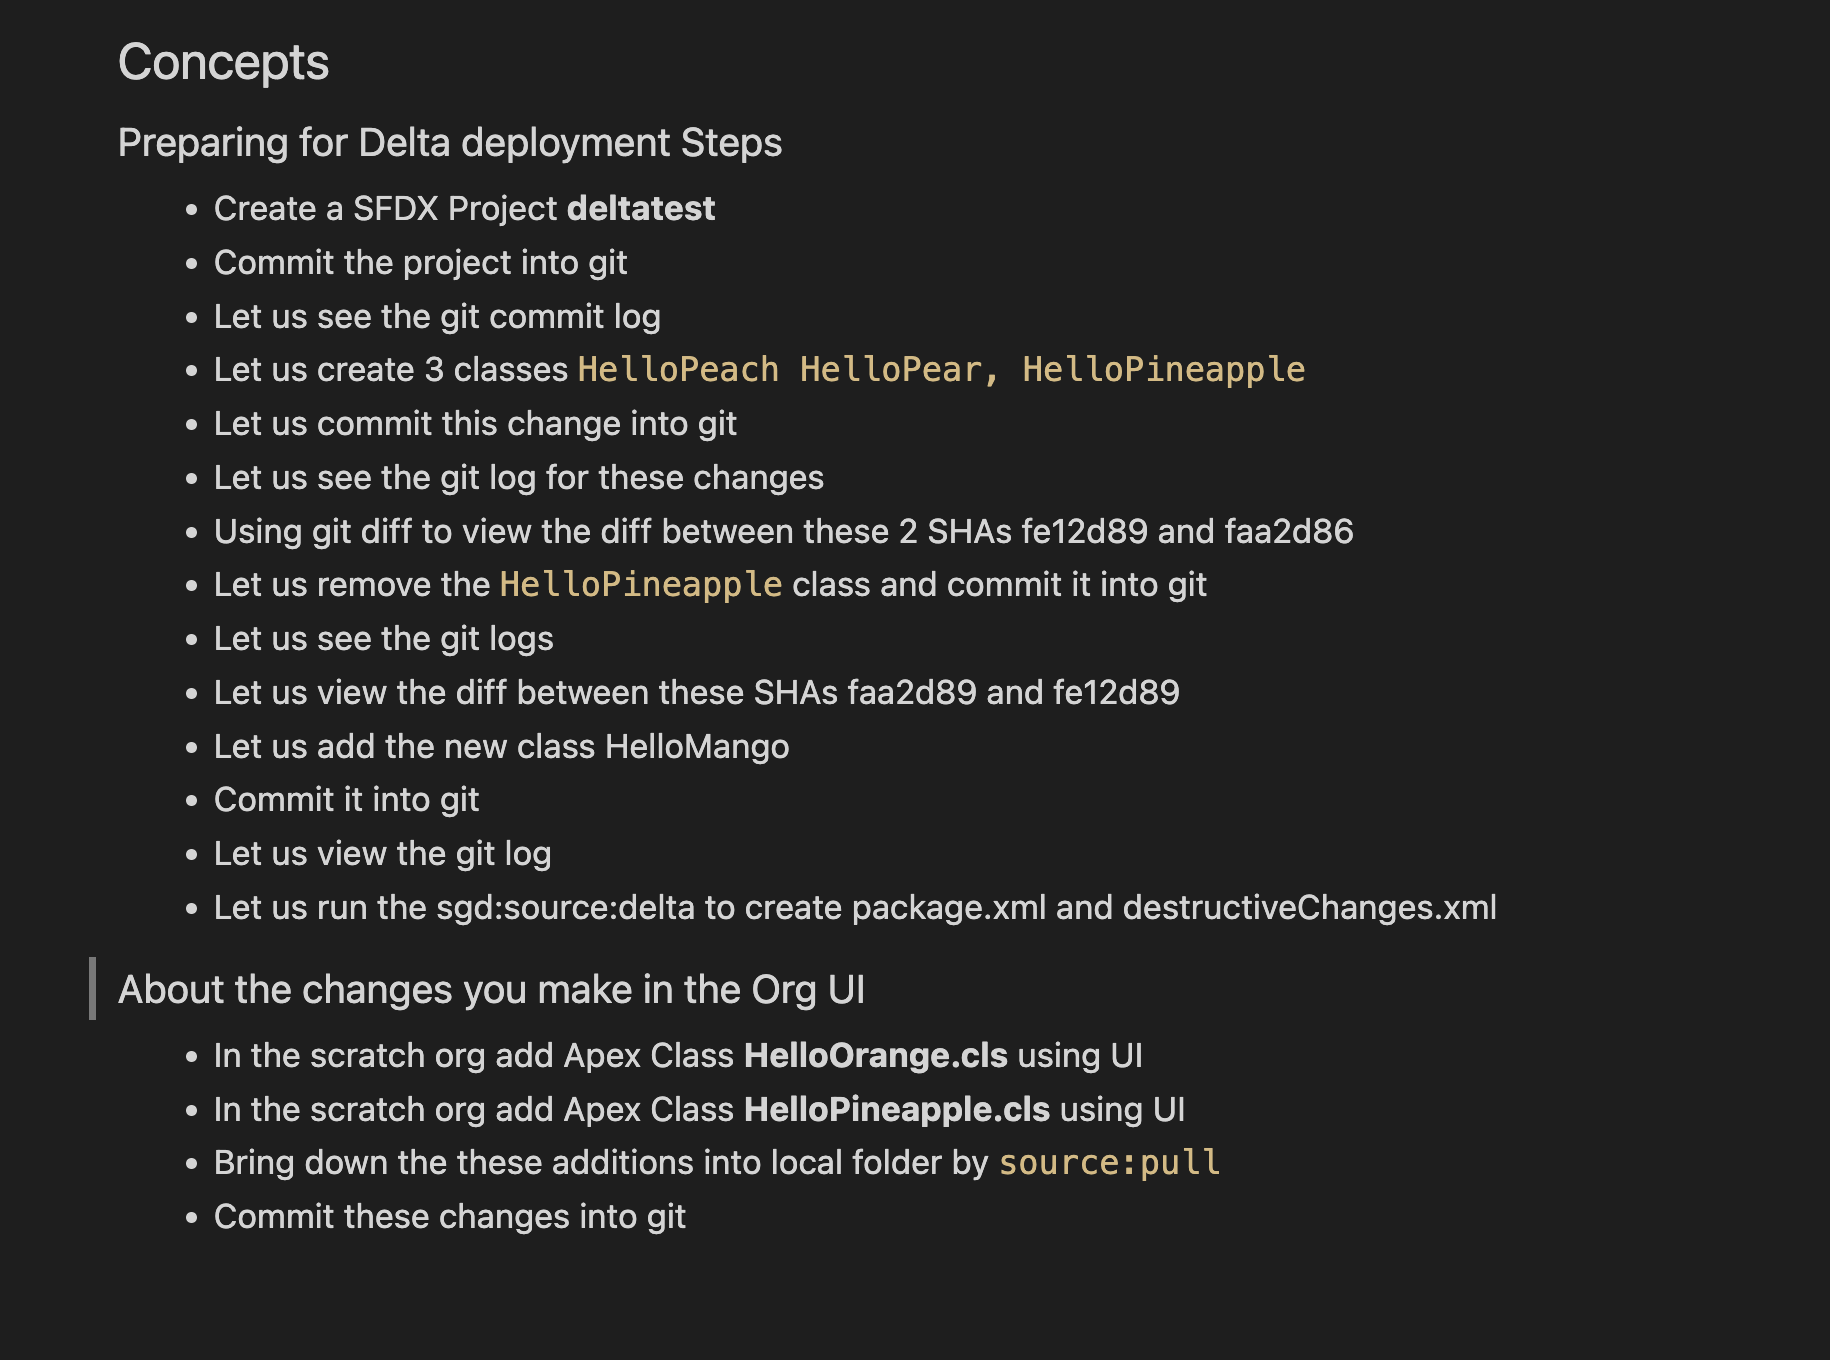 Concepts
Preparing for Delta deployment Steps
• Create a SFDX Project deltatest
• Commit the project into git
• Let us see the git commit log
• Let us create 3 classes HelloPeach HelloPear, HelloPineapple
• Let us commit this change into git
• Let us see the git log for these changes
• Using git diff to view the diff between these 2 SHAs fe12d89 and faa2d86
• Let us remove the HelloPineapple class and commit it into git
• Let us see the git logs
• Let us view the diff between these SHAs faa2d89 and fe12d89
• Let us add the new class HelloMango
• Commit it into git
• Let us view the git log
• Let us run the sgd:source:delta to create package.xml and destructiveChanges.xml
About the changes you make in the Org UI
• In the scratch org add Apex Class HelloOrange.cls using UI
• In the scratch org add Apex Class HelloPineapple.cls using UI
• Bring down the these additions into local folder by source:pull
• Commit these changes into git